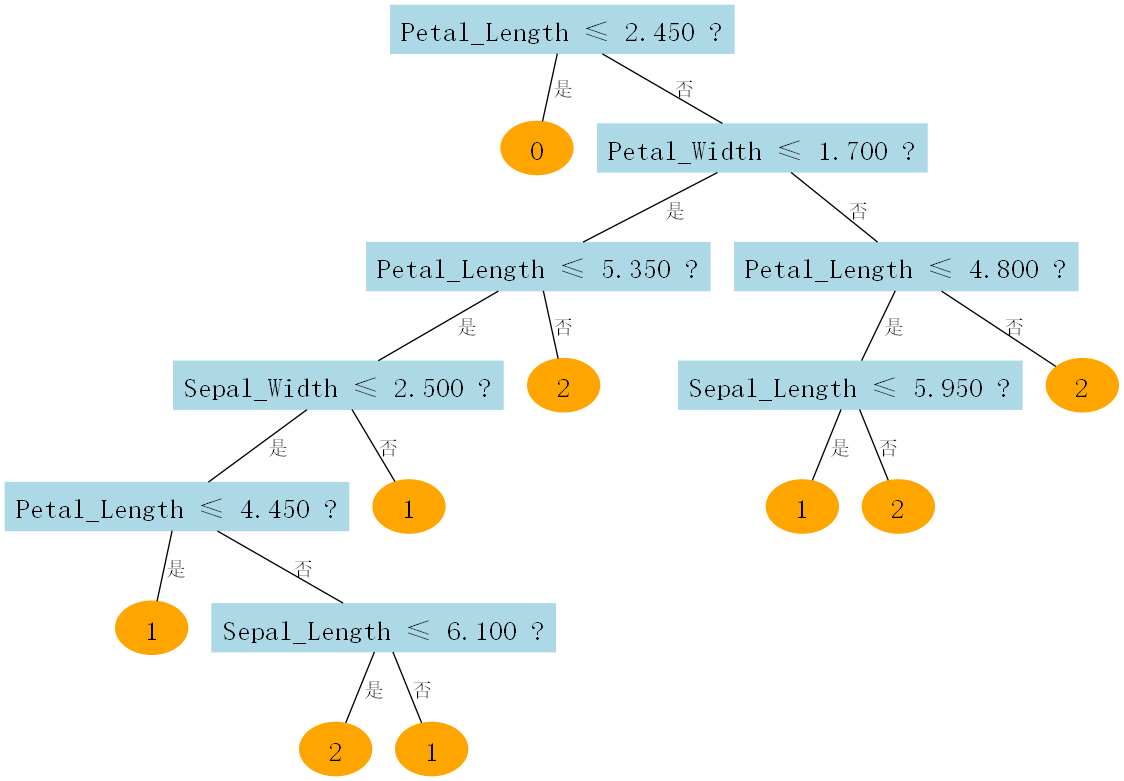 Petal_Length ≤ 2.450 ?
是
否
0
Petal_Width ≤ 1.700 ?
是
否
Petal_Length ≤ 5.350 ?
Petal_Length ≤ 4.800 ?
是
否
是
否
Sepal_Width ≤ 2.500 ?
2
Sepal_Length ≤ 5.950 ?
2
是
否
是
否
Petal_Length ≤ 4.450 ?
1
1
2
是
否
1
Sepal_Length ≤ 6.100 ?
是
否
2
1